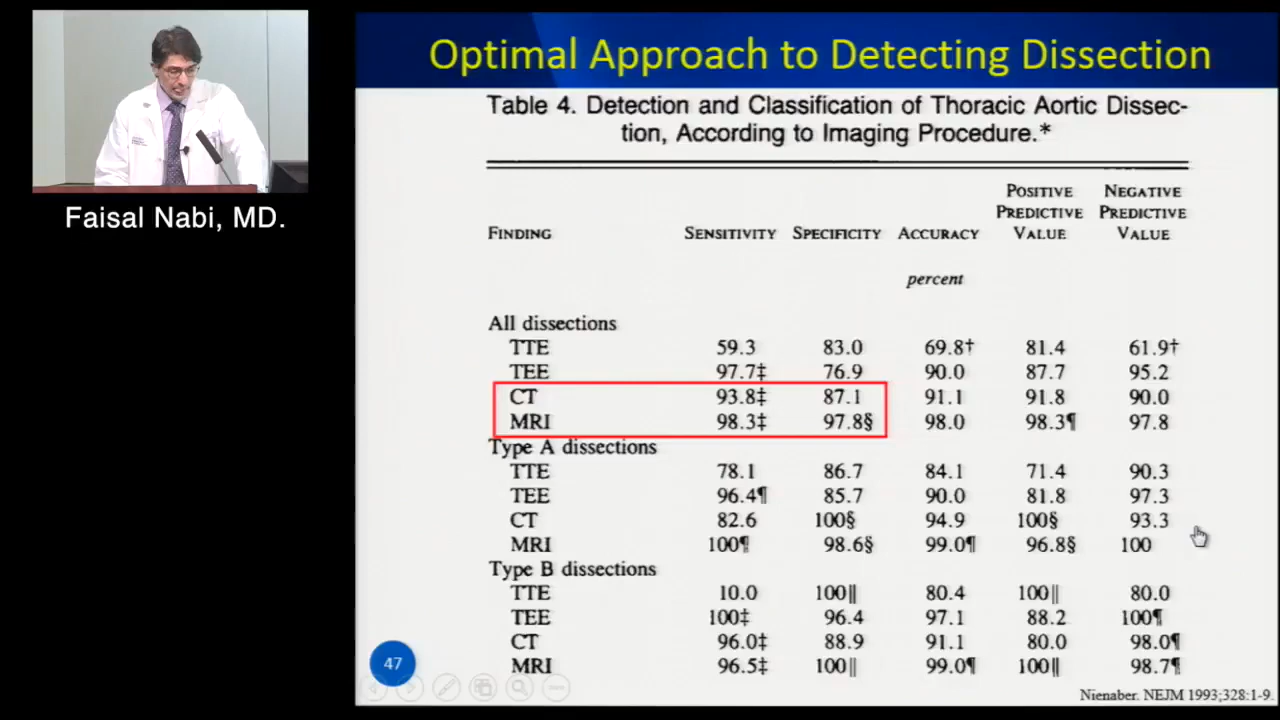 Optimal Approach to Detecting Dissection
Faisal Nabi, MD.
Table 4. Detection and Classification of Thoracic Aortic Dissec-
tion, According to Imaging Procedure.*
FINDING SENSITIVITY SPECIFICITY ACCURACY POSITIVE PREDICTIVE VALUE NEGATIVE PREDICTIVE VALUE
percent
All dissections
TTE 59.3 83.0 69.8† 81.4 61.9†
TEE 97.7‡ 76.9 90.0 87.7 95.2
CT 93.8‡ 87.1 91.1 91.8 90.0
MRI 98.3‡ 97.8§ 98.0 98.3¶ 97.8
Type A dissections
TTE 78.1 86.7 84.1 71.4 90.3
TEE 96.4¶ 85.7 90.0 81.8 97.3
CT 82.6 100§ 94.9 100§ 93.3
MRI 100¶ 98.6§ 99.0¶ 96.8§ 100
Type B dissections
TTE 10.0 100‖ 80.4 100‖ 80.0
TEE 100‡ 96.4 97.1 88.2 100¶
CT 96.0‡ 88.9 91.1 80.0 98.0¶
MRI 96.5‡ 100‖ 99.0¶ 100‖ 98.7¶
47
Nienaber. NEJM 1993;328:1-9.